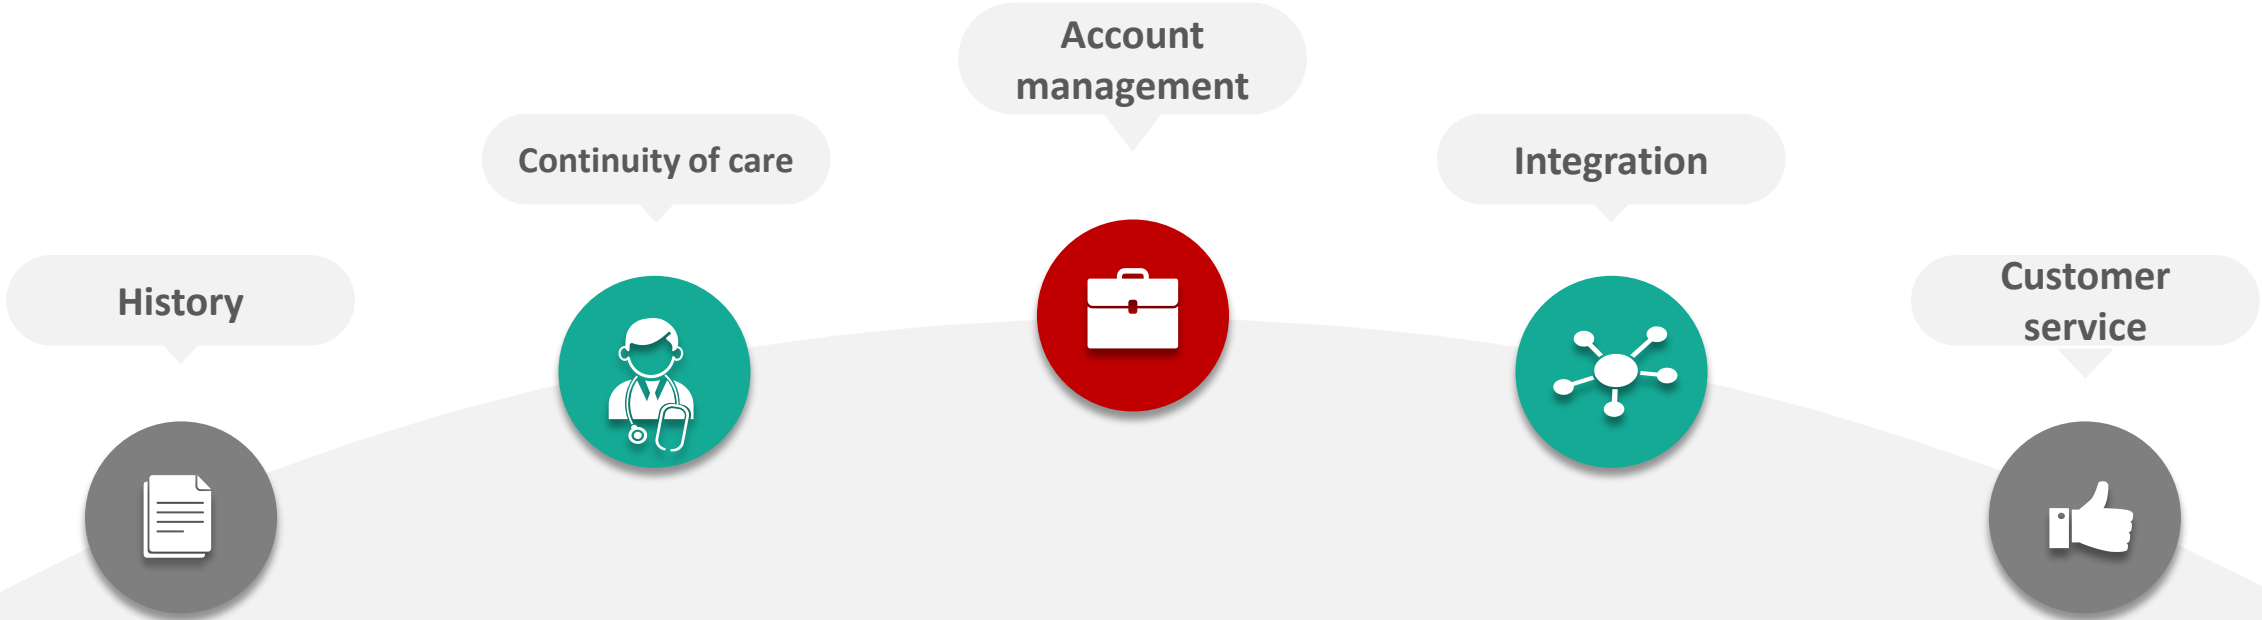 History
Continuity of care
Account
management
Integration
Customer
service